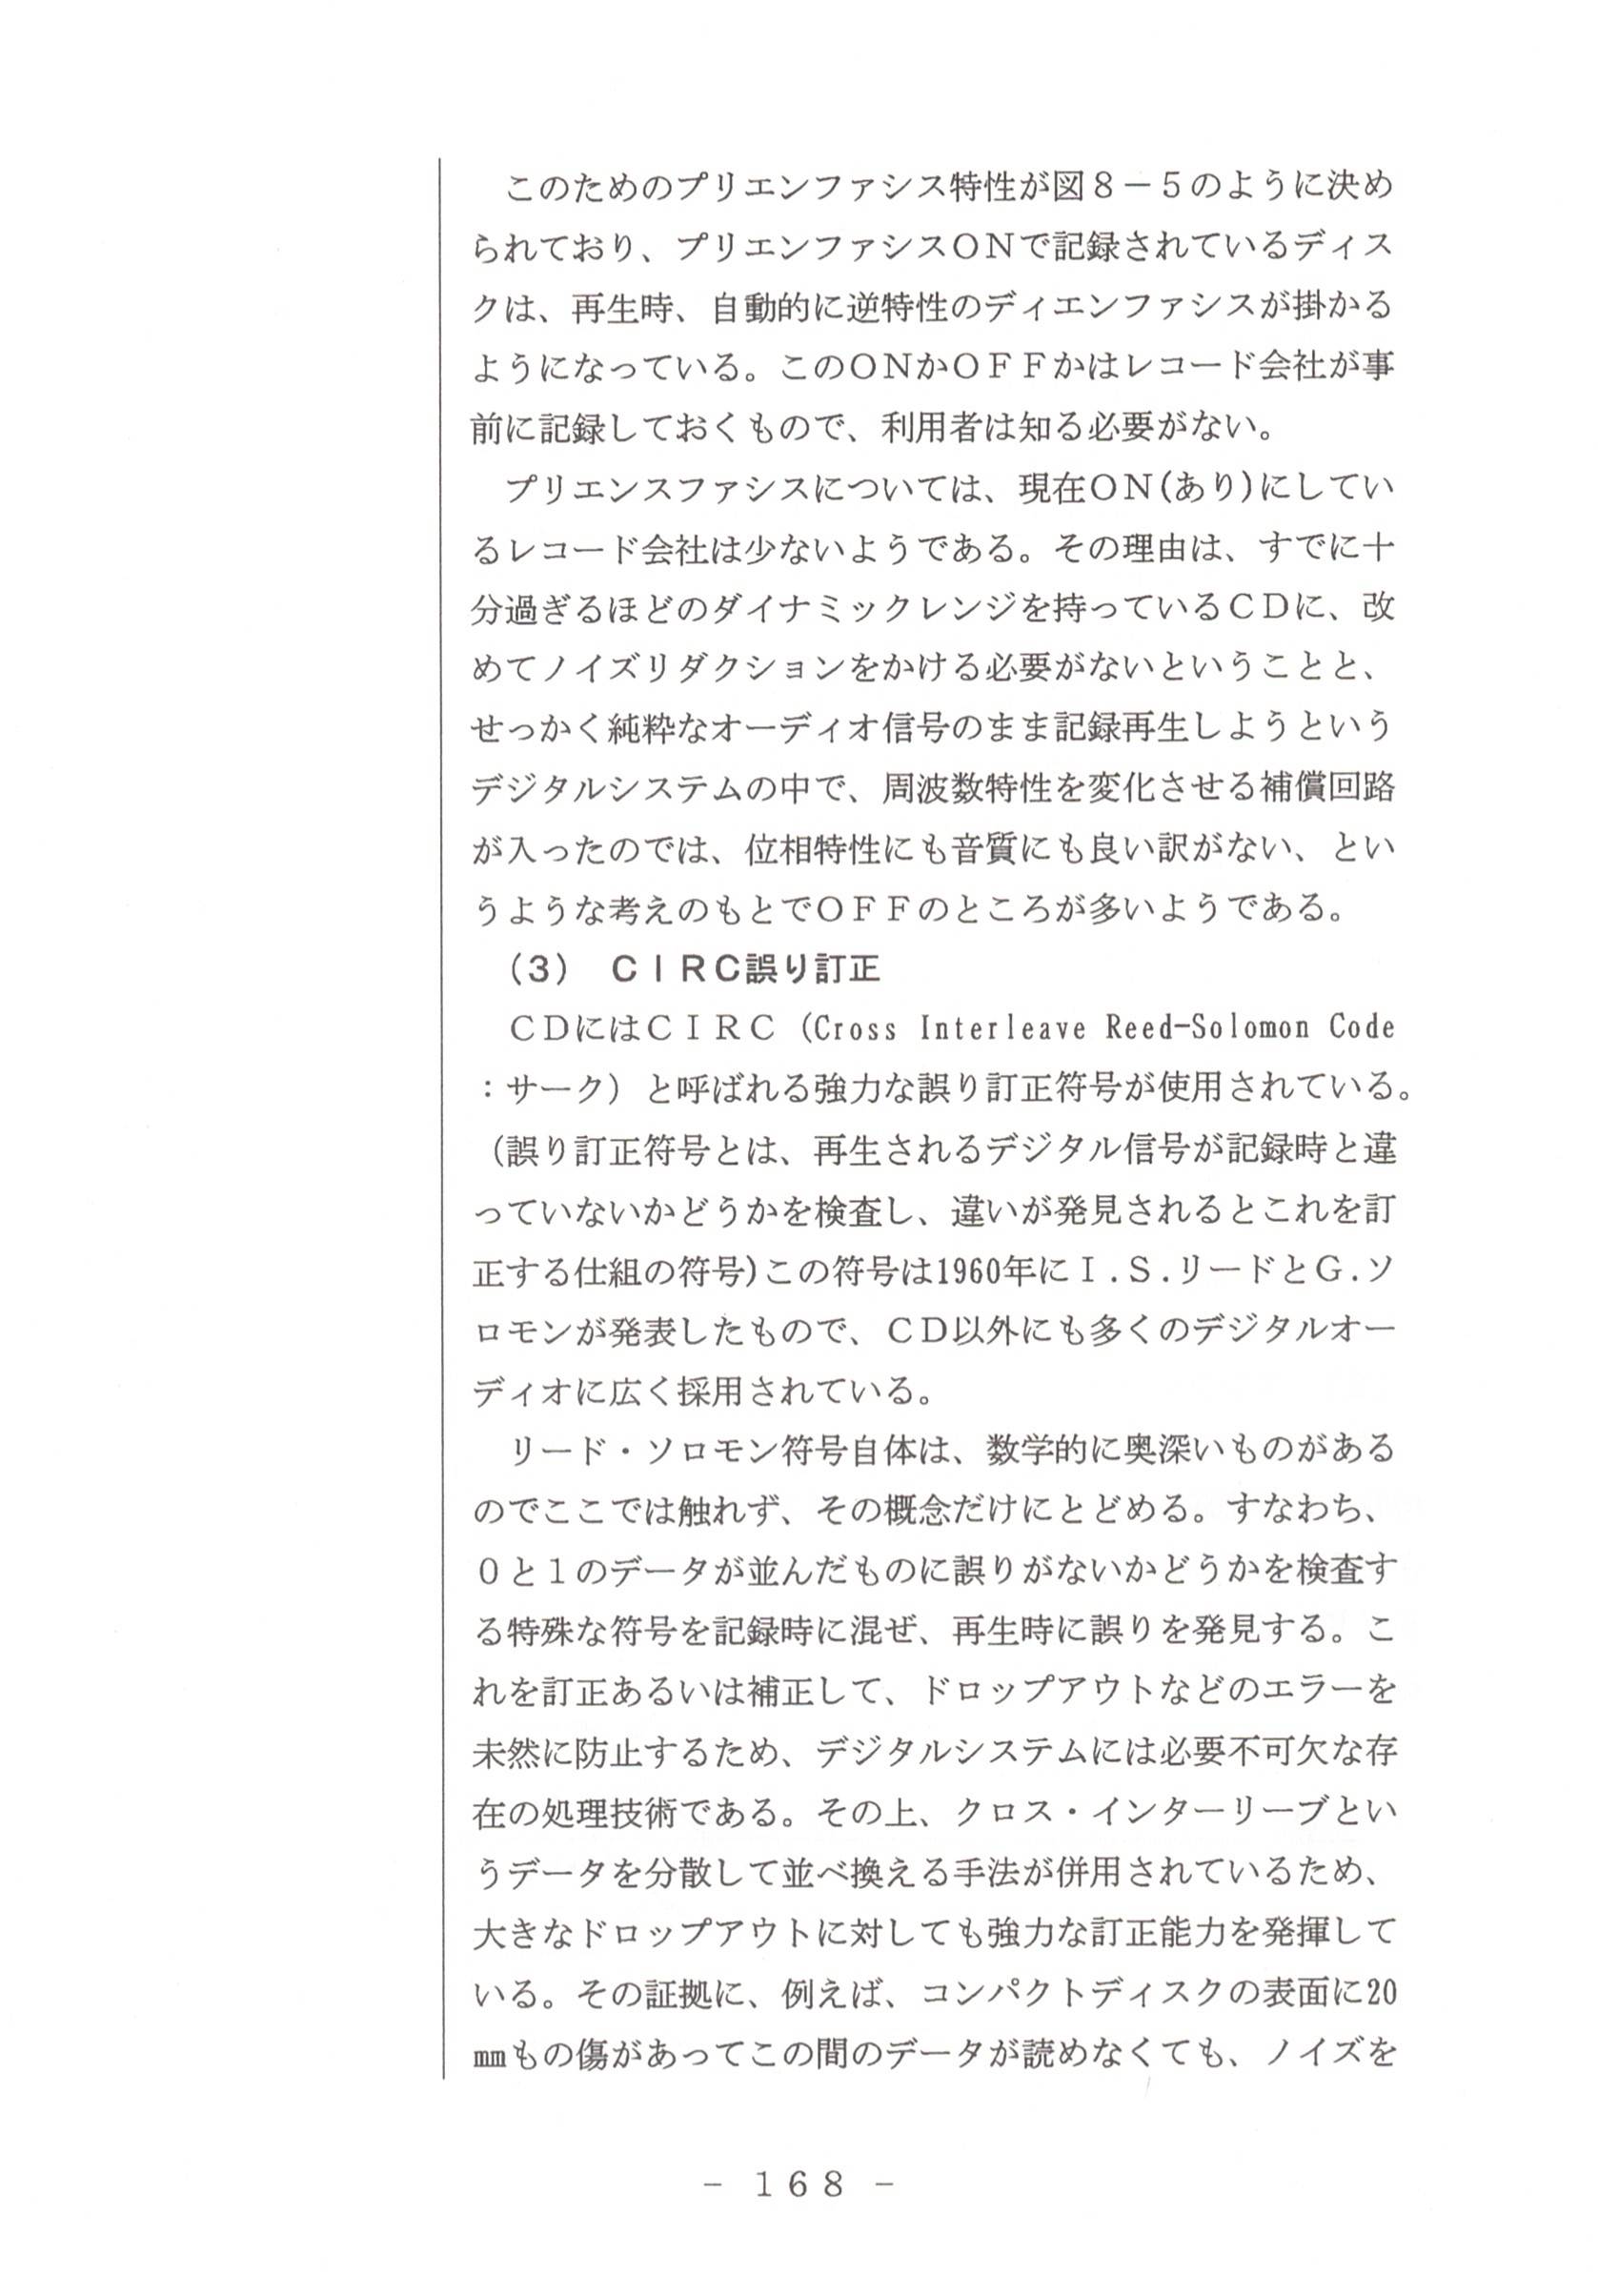 このためのプリエンファシス特性が図８－５のように決め
られており、プリエンファシスＯＮで記録されているディス
クは、再生時、自動的に逆特性のディエンファシスが掛かる
ようになっている。このＯＮかＯＦＦかはレコード会社が事
前に記録しておくもので、利用者は知る必要がない。
プリエンスファシスについては、現在ＯＮ(あり)にしてい
るレコード会社は少ないようである。その理由は、すでに十
分過ぎるほどのダイナミックレンジを持っているＣＤに、改
めてノイズリダクションをかける必要がないということと、
せっかく純粋なオーディオ信号のまま記録再生しようという
デジタルシステムの中で、周波数特性を変化させる補償回路
が入ったのでは、位相特性にも音質にも良い訳がない、とい
うような考えのもとでＯＦＦのところが多いようである。
（3） ＣＩＲＣ誤り訂正
ＣＤにはＣＩＲＣ（Cross Interleave Reed-Solomon Code
：サーク）と呼ばれる強力な誤り訂正符号が使用されている。
（誤り訂正符号とは、再生されるデジタル信号が記録時と違
っていないかどうかを検査し、違いが発見されるとこれを訂
正する仕組の符号)この符号は1960年にＩ.Ｓ.リードとＧ.ソ
ロモンが発表したもので、ＣＤ以外にも多くのデジタルオー
ディオに広く採用されている。
リード・ソロモン符号自体は、数学的に奥深いものがある
のでここでは触れず、その概念だけにとどめる。すなわち、
０と１のデータが並んだものに誤りがないかどうかを検査す
る特殊な符号を記録時に混ぜ、再生時に誤りを発見する。こ
れを訂正あるいは補正して、ドロップアウトなどのエラーを
未然に防止するため、デジタルシステムには必要不可欠な存
在の処理技術である。その上、クロス・インターリーブとい
うデータを分散して並べ換える手法が併用されているため、
大きなドロップアウトに対しても強力な訂正能力を発揮して
いる。その証拠に、例えば、コンパクトディスクの表面に20
㎜もの傷があってこの間のデータが読めなくても、ノイズを
－ １６８ －